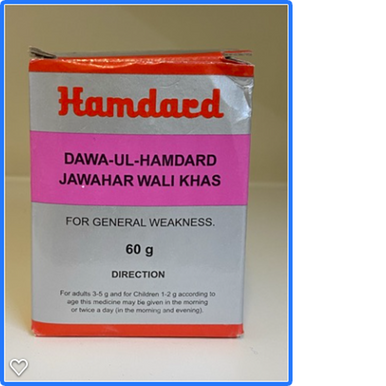 Hamdard
DAWA-UL-HAMDARD
JAWAHAR WALI KHAS
FOR GENERAL WEAKNESS.
60 g
DIRECTION
For adults 3-5 g and for Children 1-2 g according to
age this medicine may be given in the morning
or twice a day (in the morning and evening).